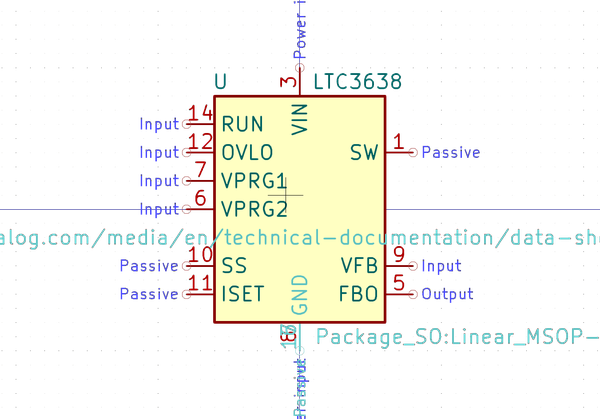 Power i
U
LTC3638
3
VIN
Input 14 RUN
Input 12 OVLO
SW 1 Passive
Input 7 VPRG1
Input 6 VPRG2
alog.com/media/en/technical-documentation/data-sh
Passive 10 SS
VFB 9 Input
Passive 11 ISET
FBO 5 Output
GND
8
Package_SO:Linear_MSOP-